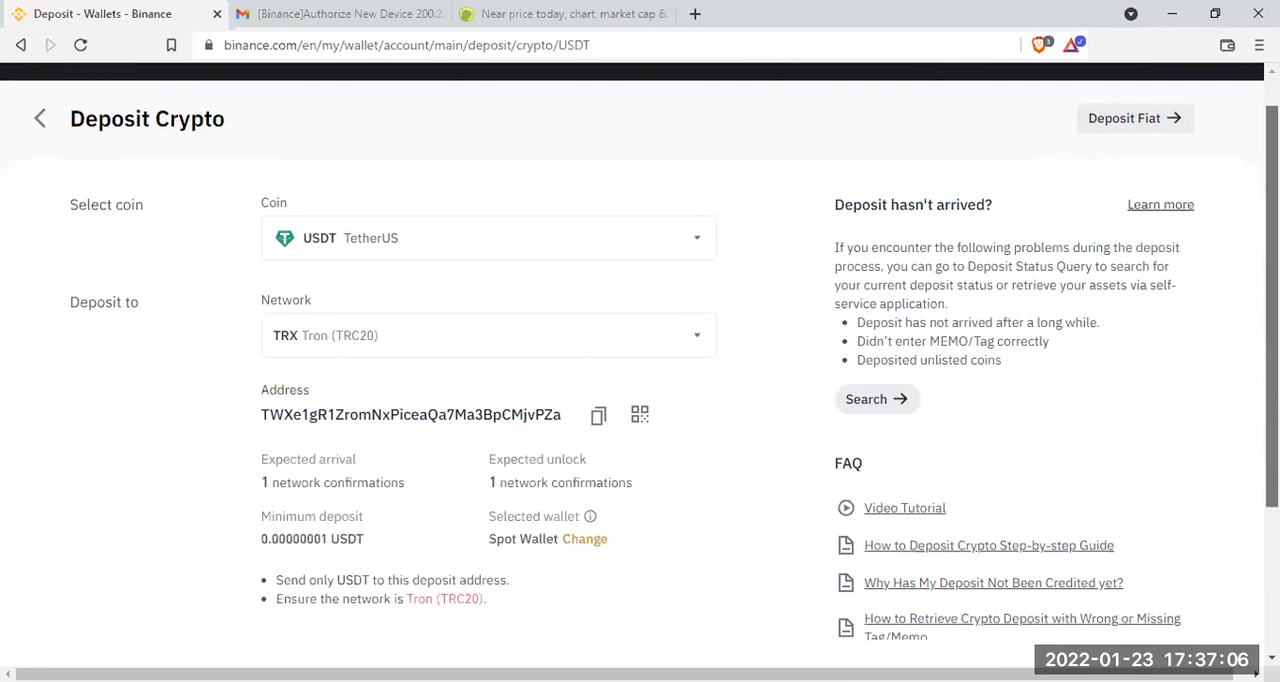 Deposit - Wallets - Binance
[Binance]Authorize New Device 200.2
Near price today, chart, market cap &
binance.com/en/my/wallet/account/main/deposit/crypto/USDT
Deposit Crypto
Deposit Fiat
Select coin
Coin
USDT TetherUS
Deposit to
Network
TRX Tron (TRC20)
Address
TWXe1gR1ZromNxPiceaQa7Ma3BpCMjvPZa
Expected arrival
1 network confirmations
Expected unlock
1 network confirmations
Minimum deposit
0.00000001 USDT
Selected wallet
Spot Wallet Change
Send only USDT to this deposit address.
Ensure the network is Tron (TRC20).
Deposit hasn't arrived?
Learn more
If you encounter the following problems during the deposit
process, you can go to Deposit Status Query to search for
your current deposit status or retrieve your assets via self-
service application.
Deposit has not arrived after a long while.
Didn't enter MEMO/Tag correctly
Deposited unlisted coins
Search
FAQ
Video Tutorial
How to Deposit Crypto Step-by-step Guide
Why Has My Deposit Not Been Credited yet?
How to Retrieve Crypto Deposit with Wrong or Missing
Tag/Memo
2022-01-23 17:37:06